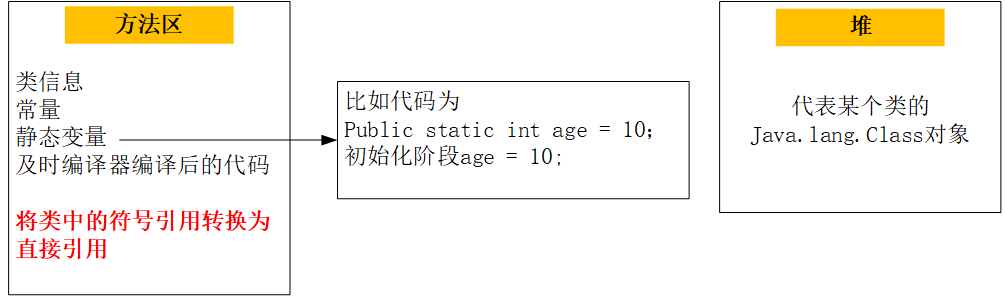 方法区
类信息
常量
静态变量
及时编译器编译后的代码
将类中的符号引用转换为
直接引用
比如代码为
Public static int age = 10;
初始化阶段age = 10;
堆
代表某个类的
Java.lang.Class对象